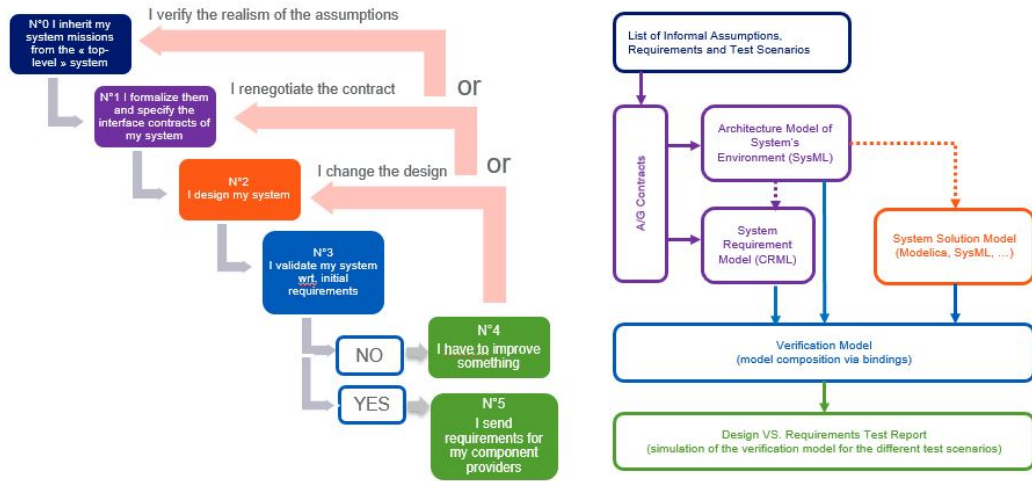 I verify the realism of the assumptions
N°0 I inherit my
system missions
from the « top-
level » system
or
I renegotiate the contract
N°1 I formalize them
and specify the
interface contracts of
my system
or
I change the design
N°2
I design my system
N°3
I validate my system
wrt. initial
requirements
NO
N°4
I have to improve
something
YES
N°5
I send
requirements for
my component
providers
List of Informal Assumptions,
Requirements and Test Scenarios
A/G Contracts
Architecture Model of
System's
Environment (SysML)
System
Requirement
Model (CRML)
System Solution Model
(Modelica, SysML, ...)
Verification Model
(model composition via bindings)
Design VS. Requirements Test Report
(simulation of the verification model for the different test scenarios)